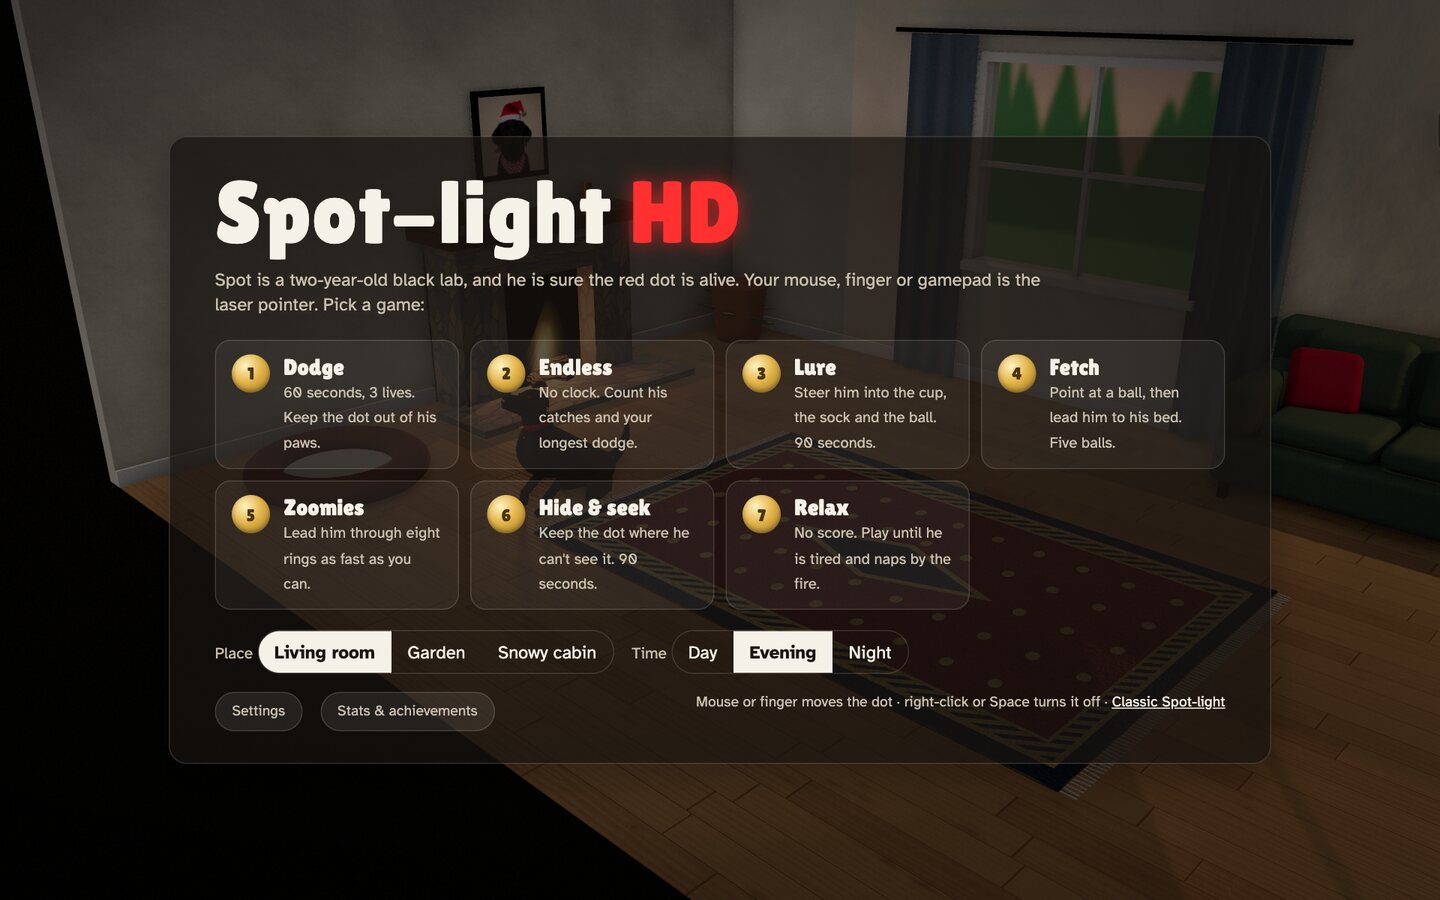 Spot-light HD
Spot is a two-year-old black lab, and he is sure the red dot is alive. Your mouse, finger or gamepad is the
laser pointer. Pick a game:
1 Dodge
60 seconds, 3 lives.
Keep the dot out of his
paws.
2 Endless
No clock. Count his
catches and your
longest dodge.
3 Lure
Steer him into the cup,
the sock and the ball.
90 seconds.
4 Fetch
Point at a ball, then
lead him to his bed.
Five balls.
5 Zoomies
Lead him through eight
rings as fast as you
can.
6 Hide & seek
Keep the dot where he
can't see it. 90
seconds.
7 Relax
No score. Play until he
is tired and naps by the
fire.
Place Living room Garden Snowy cabin Time Day Evening Night
Settings Stats & achievements
Mouse or finger moves the dot · right-click or Space turns it off · Classic Spot-light